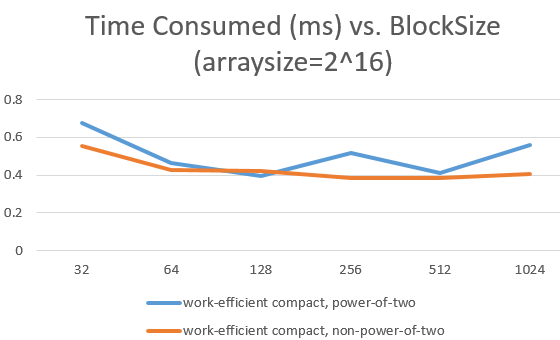 Time Consumed (ms) vs. BlockSize
(arraysize=2^16)
0.8
0.6
0.4
0.2
0
32 64 128 256 512 1024
work-efficient compact, power-of-two
work-efficient compact, non-power-of-two